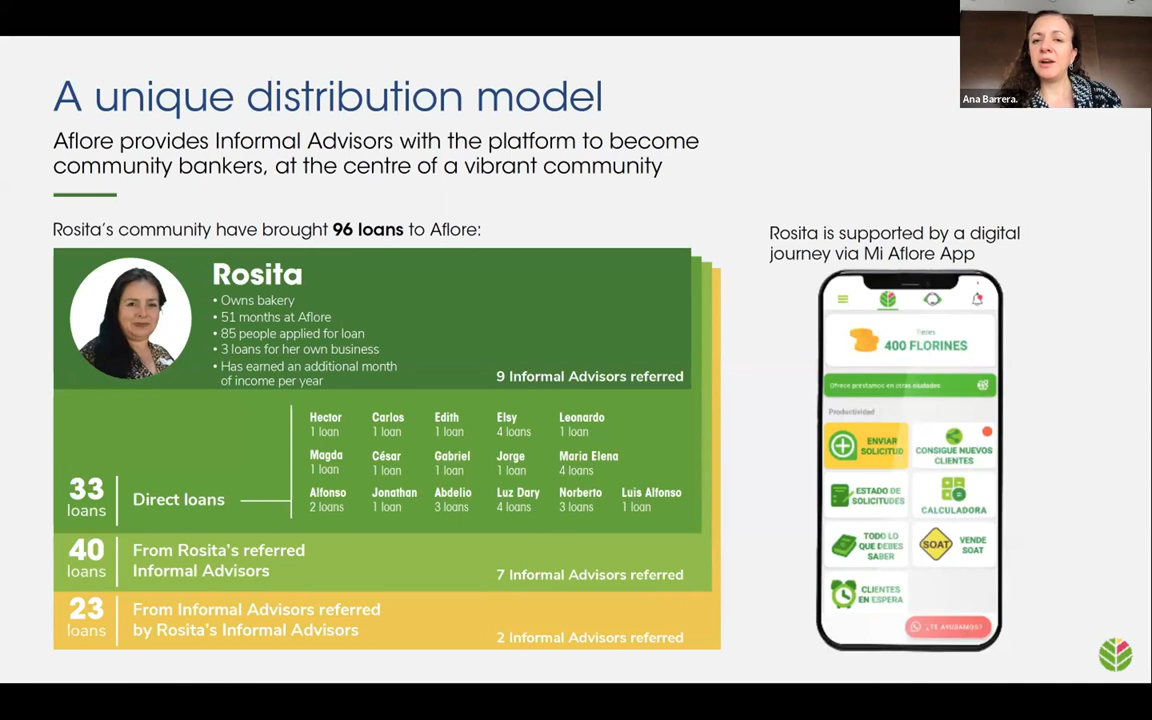 Ana Barrera.
A unique distribution model
Aflore provides Informal Advisors with the platform to become
community bankers, at the centre of a vibrant community
Rosita's community have brought 96 loans to Aflore:
Rosita
• Owns bakery
• 51 months at Aflore
• 85 people applied for loan
• 3 loans for her own business
• Has earned an additional month
of income per year
9 Informal Advisors referred
Hector Carlos Edith Elsy Leonardo
1 loan 1 loan 1 loan 4 loans 1 loan
Magda César Gabriel Jorge Maria Elena
1 loan 1 loan 1 loan 1 loan 4 loans
Alfonso Jonathan Abdelio Luz Dary Norberto Luis Alfonso
2 loans 1 loan 3 loans 4 loans 3 loans 1 loan
33
loans
Direct loans
40
loans
From Rosita's referred
Informal Advisors
7 Informal Advisors referred
23
loans
From Informal Advisors referred
by Rosita's Informal Advisors
2 Informal Advisors referred
Rosita is supported by a digital
journey via Mi Aflore App
Tienes
400 FLORINES
Ofrece préstamos en otras ciudades
Productividad
ENVIAR
SOLICITUD
CONSIGUE NUEVOS
CLIENTES
ESTADO DE
SOLICITUDES
CALCULADORA
TODO LO
QUE DEBES
SABER
SOAT
VENDE
SOAT
CLIENTES
EN ESPERA
¿TE AYUDAMOS?